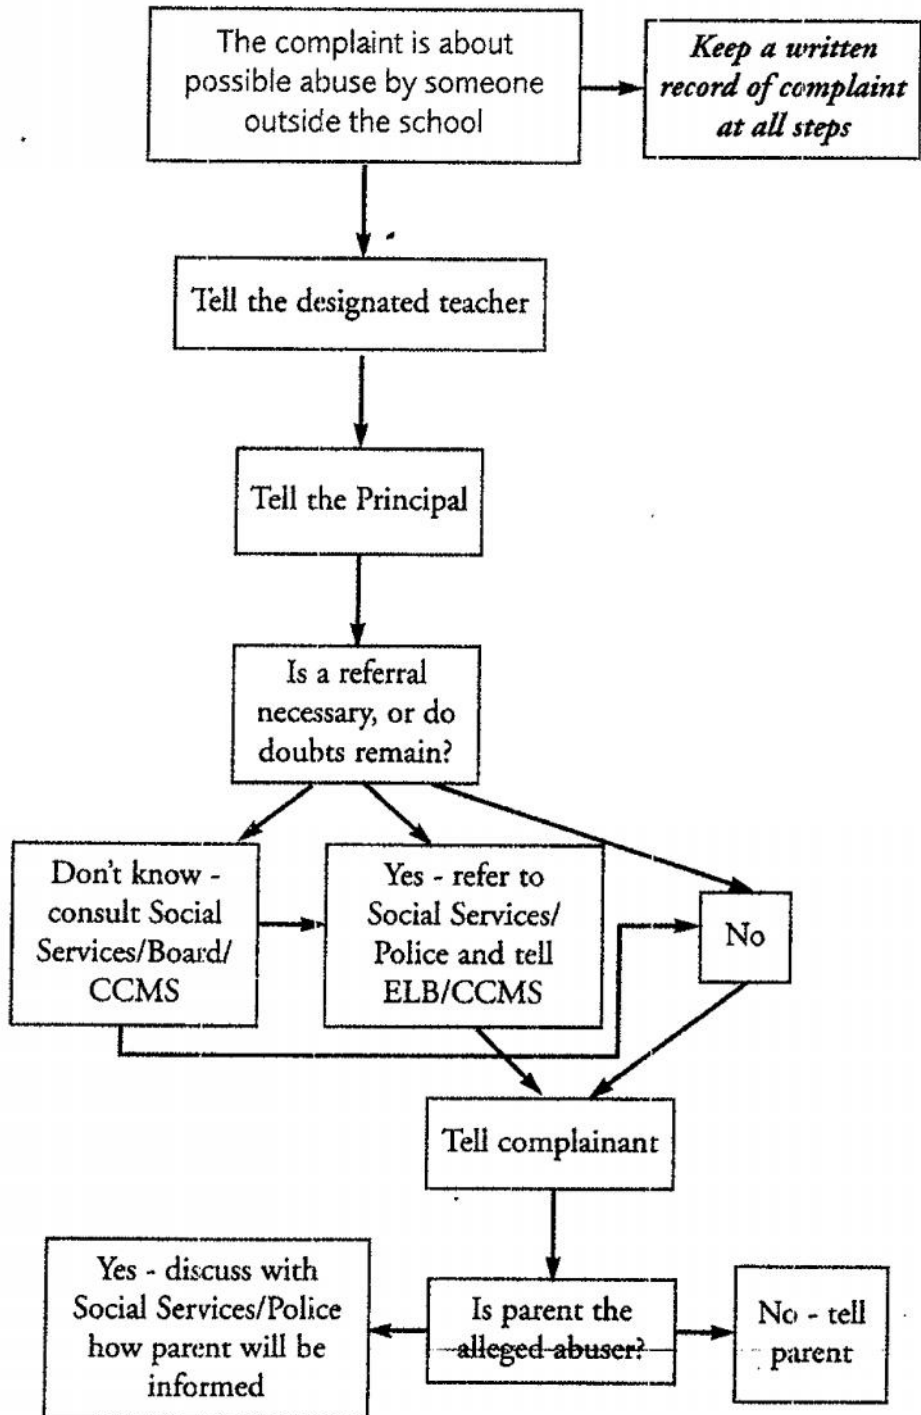 The complaint is about
possible abuse by someone
outside the school
Keep a written
record of complaint
at all steps
Tell the designated teacher
Tell the Principal
Is a referral
necessary, or do
doubts remain?
Don't know -
consult Social
Services/Board/
CCMS
Yes - refer to
Social Services/
Police and tell
ELB/CCMS
No
Tell complainant
Yes - discuss with
Social Services/Police
how parent will be
informed
Is parent the
alleged abuser?
No - tell
parent